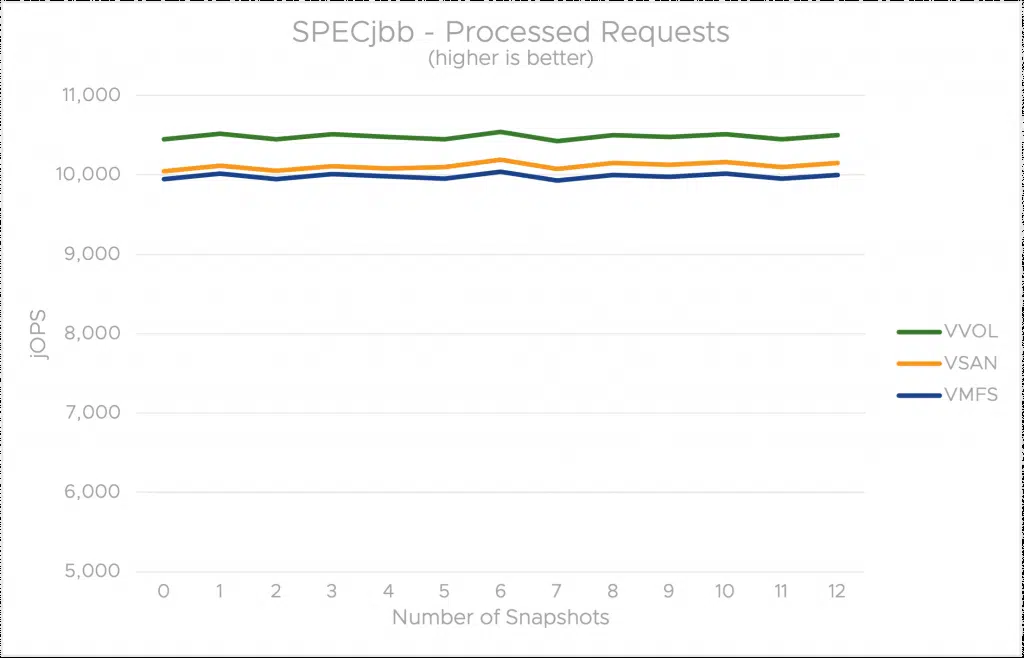 SPECjbb - Processed Requests
(higher is better)
11,000
10,000
9,000
8,000
7,000
6,000
5,000
jOPS
0 1 2 3 4 5 6 7 8 9 10 11 12
Number of Snapshots
VVOL
VSAN
VMFS